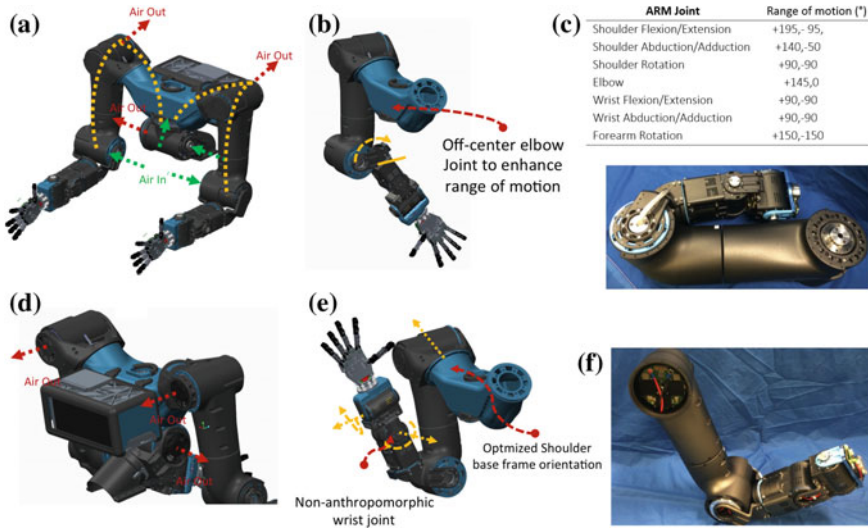 (a)
Air Out
Air Out
Air Out
Air In
(b)
Off-center elbow
Joint to enhance
range of motion
(c)
ARM Joint Range of motion (°)
Shoulder Flexion/Extension +195,- 95,
Shoulder Abduction/Adduction +140,-50
Shoulder Rotation +90,-90
Elbow +145,0
Wrist Flexion/Extension +90,-90
Wrist Abduction/Adduction +90,-90
Forearm Rotation +150,-150
(d)
Air Out
Air Out
Air Out
(e)
Optmized Shoulder
base frame orientation
Non-anthropomorphic
wrist joint
(f)